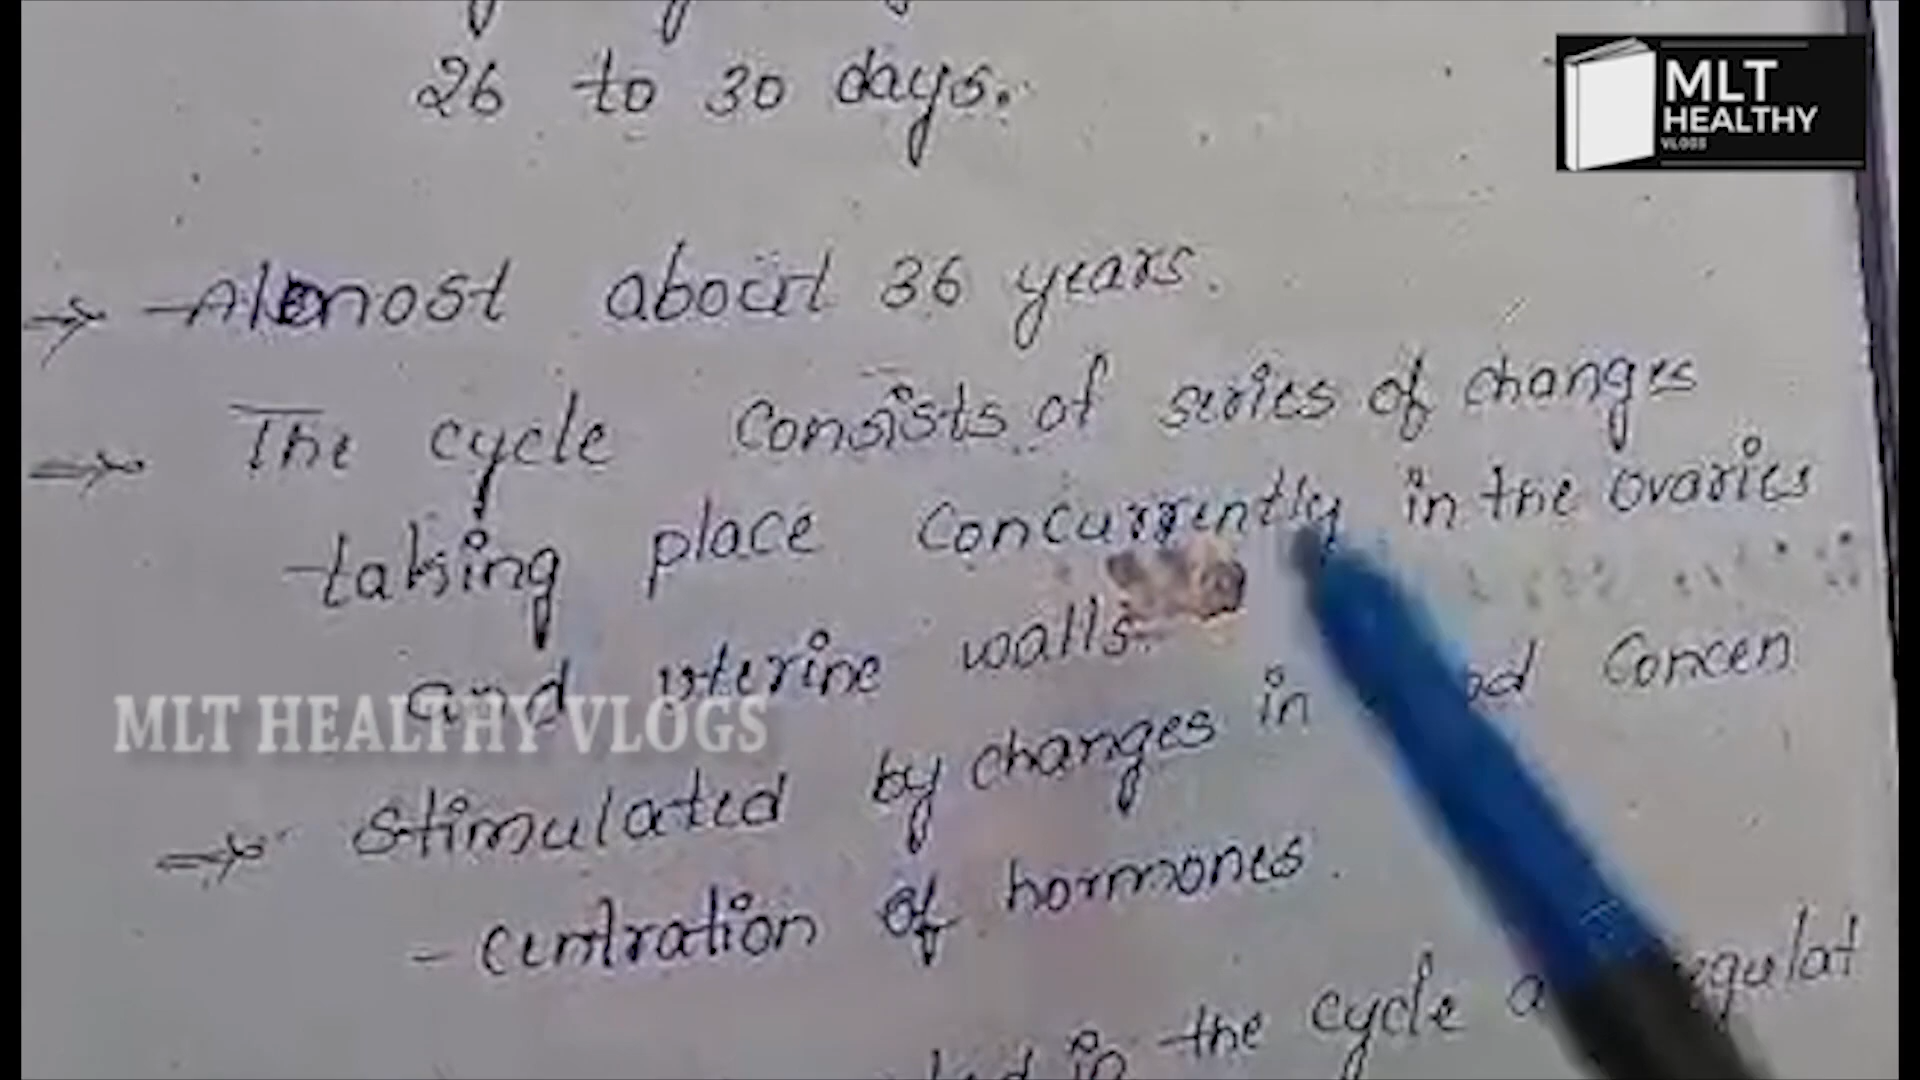 26 to 30 days.
MLT
HEALTHY
VLOGS
→ Almost about 36 years.
→ The cycle consists of series of changes
taking place concurrently in the ovaries
and uterine walls.
MLT HEALTHY VLOGS
→ stimulated by changes in concen
- centration of hormones.
in the cycle